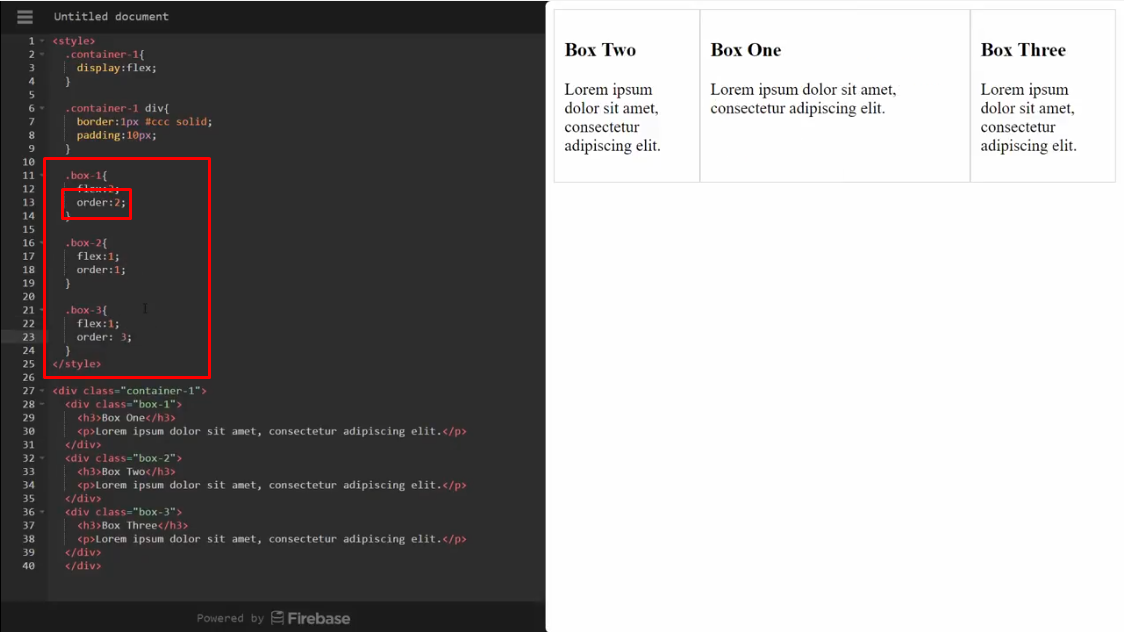 Untitled document
1 <style>
2 .container-1{
3 display:flex;
4 }
5
6 .container-1 div{
7 border:1px #ccc solid;
8 padding:10px;
9 }
10
11 .box-1{
12 flex:2;
13 order:2;
14 }
15
16 .box-2{
17 flex:1;
18 order:1;
19 }
20
21 .box-3{
22 flex:1;
23 order: 3;
24 }
25 </style>
26
27 <div class="container-1">
28 <div class="box-1">
29 <h3>Box One</h3>
30 <p>Lorem ipsum dolor sit amet, consectetur adipiscing elit.</p>
31 </div>
32 <div class="box-2">
33 <h3>Box Two</h3>
34 <p>Lorem ipsum dolor sit amet, consectetur adipiscing elit.</p>
35 </div>
36 <div class="box-3">
37 <h3>Box Three</h3>
38 <p>Lorem ipsum dolor sit amet, consectetur adipiscing elit.</p>
39 </div>
40 </div>
Powered by Firebase
Box Two
Lorem ipsum
dolor sit amet,
consectetur
adipiscing elit.
Box One
Lorem ipsum dolor sit amet,
consectetur adipiscing elit.
Box Three
Lorem ipsum
dolor sit amet,
consectetur
adipiscing elit.